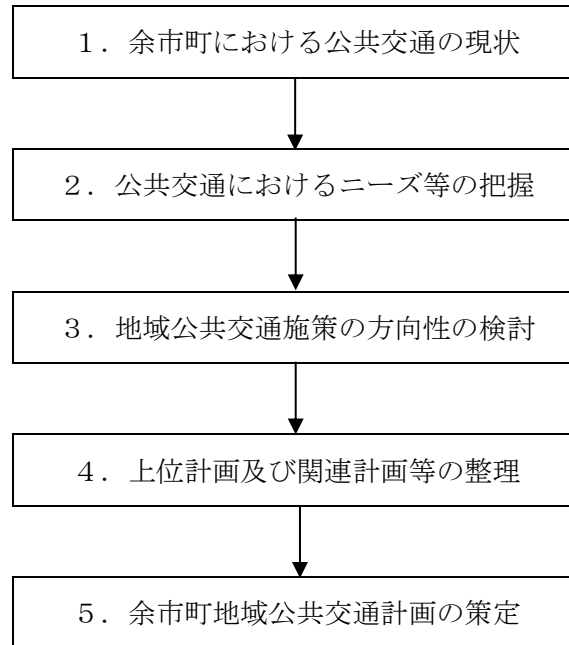 １．余市町における公共交通の現状
２．公共交通におけるニーズ等の把握
３．地域公共交通施策の方向性の検討
４．上位計画及び関連計画等の整理
５．余市町地域公共交通計画の策定